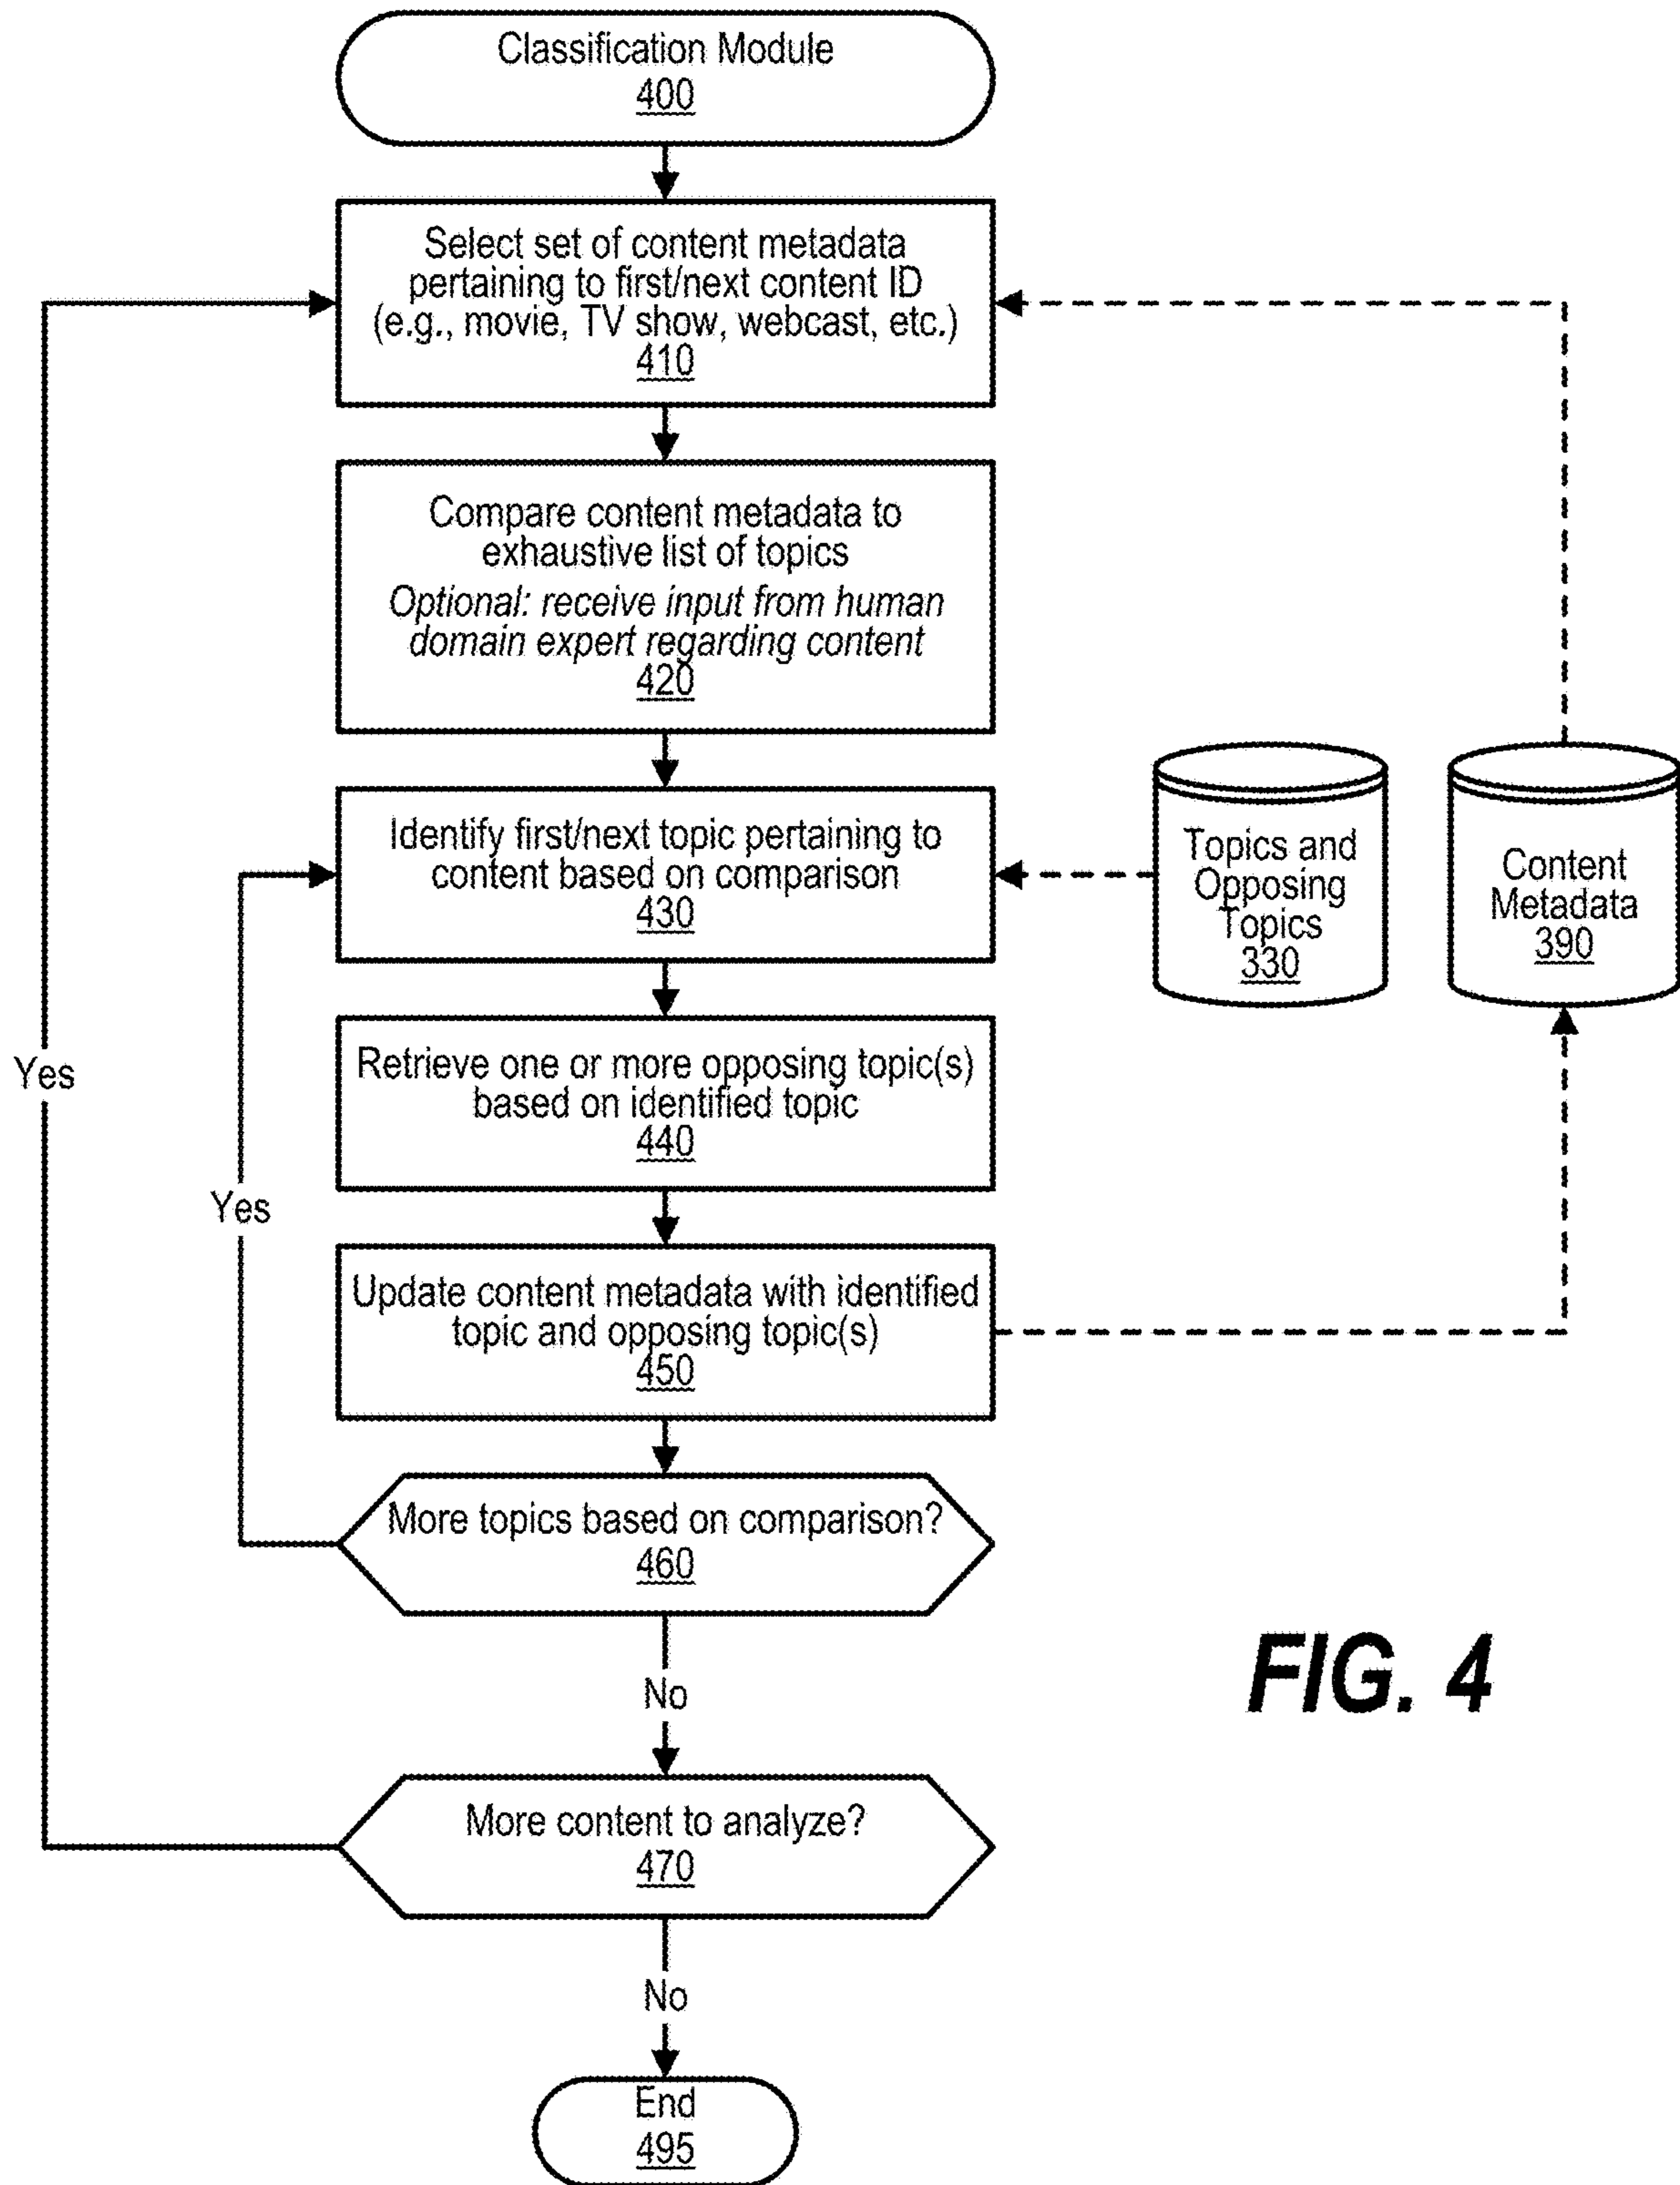 Classification Module
400
Select set of content metadata
pertaining to first/next content ID
(e.g., movie, TV show, webcast, etc.)
410
Compare content metadata to
exhaustive list of topics
Optional: receive input from human
domain expert regarding content
420
Identify first/next topic pertaining to
content based on comparison
430
Topics and
Opposing
Topics
330
Content
Metadata
390
Retrieve one or more opposing topic(s)
based on identified topic
440
Yes
Yes
Update content metadata with identified
topic and opposing topic(s)
450
More topics based on comparison?
460
No
FIG. 4
More content to analyze?
470
No
End
495